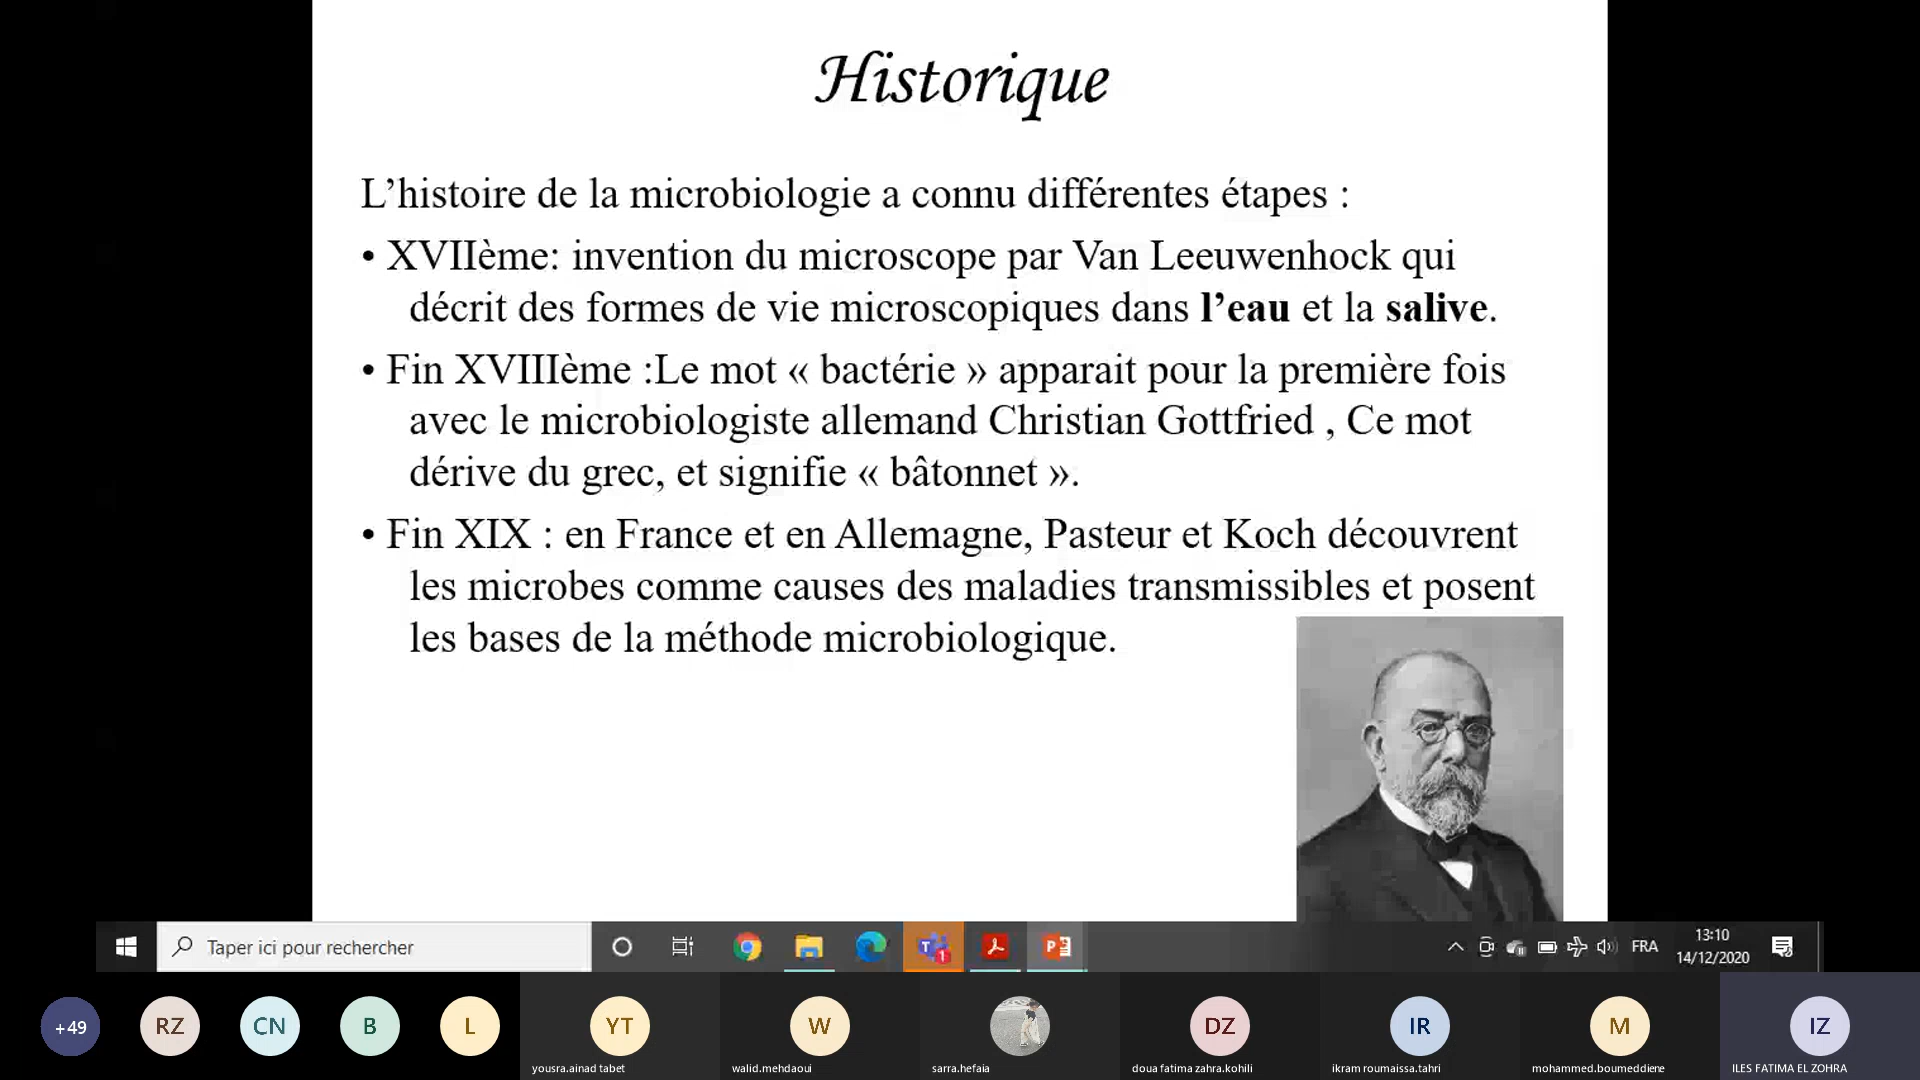 Historique
L’histoire de la microbiologie a connu différentes étapes :
• XVIIème: invention du microscope par Van Leeuwenhock qui
décrit des formes de vie microscopiques dans l’eau et la salive.
• Fin XVIIIème :Le mot « bactérie » apparait pour la première fois
avec le microbiologiste allemand Christian Gottfried , Ce mot
dérive du grec, et signifie « bâtonnet ».
• Fin XIX : en France et en Allemagne, Pasteur et Koch découvrent
les microbes comme causes des maladies transmissibles et posent
les bases de la méthode microbiologique.
Taper ici pour rechercher
FRA
13:10
14/12/2020
+49
RZ
CN
B
L
YT
W
DZ
IR
M
IZ
yousra.ainad tabet
walid.mehdaoui
sarra.hefaia
doua fatima zahra.kohili
ikram roumaissa.tahri
mohammed.boumeddiene
ILES FATIMA EL ZOHRA